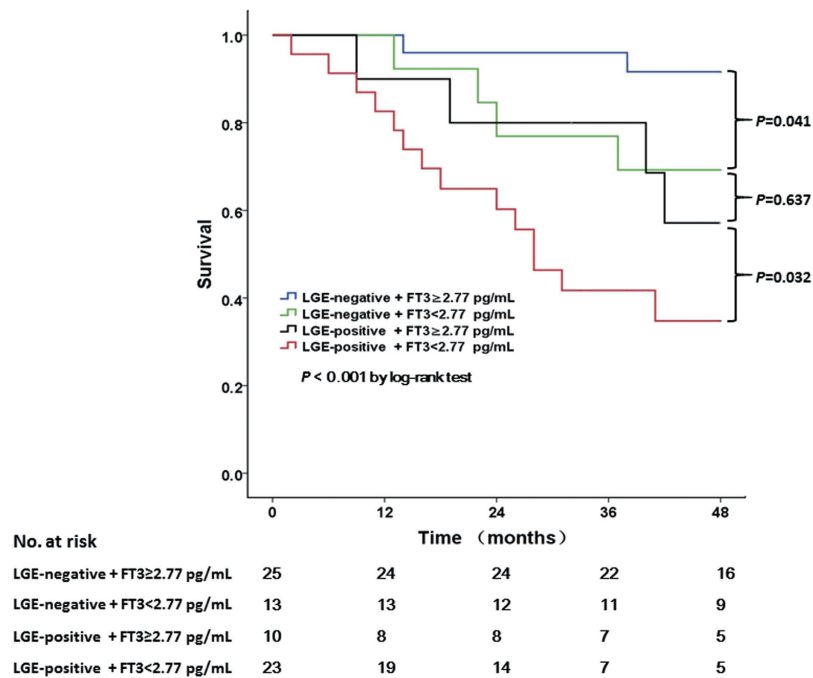 1.0
0.8
0.6
0.4
0.2
0.0
Survival
P=0.041
P=0.637
P=0.032
LGE-negative + FT3≥2.77 pg/mL
LGE-negative + FT3<2.77 pg/mL
LGE-positive + FT3≥2.77 pg/mL
LGE-positive + FT3<2.77 pg/mL
P < 0.001 by log-rank test
0 12 24 36 48
Time (months)
No. at risk
LGE-negative + FT3≥2.77 pg/mL 25 24 24 22 16
LGE-negative + FT3<2.77 pg/mL 13 13 12 11 9
LGE-positive + FT3≥2.77 pg/mL 10 8 8 7 5
LGE-positive + FT3<2.77 pg/mL 23 19 14 7 5